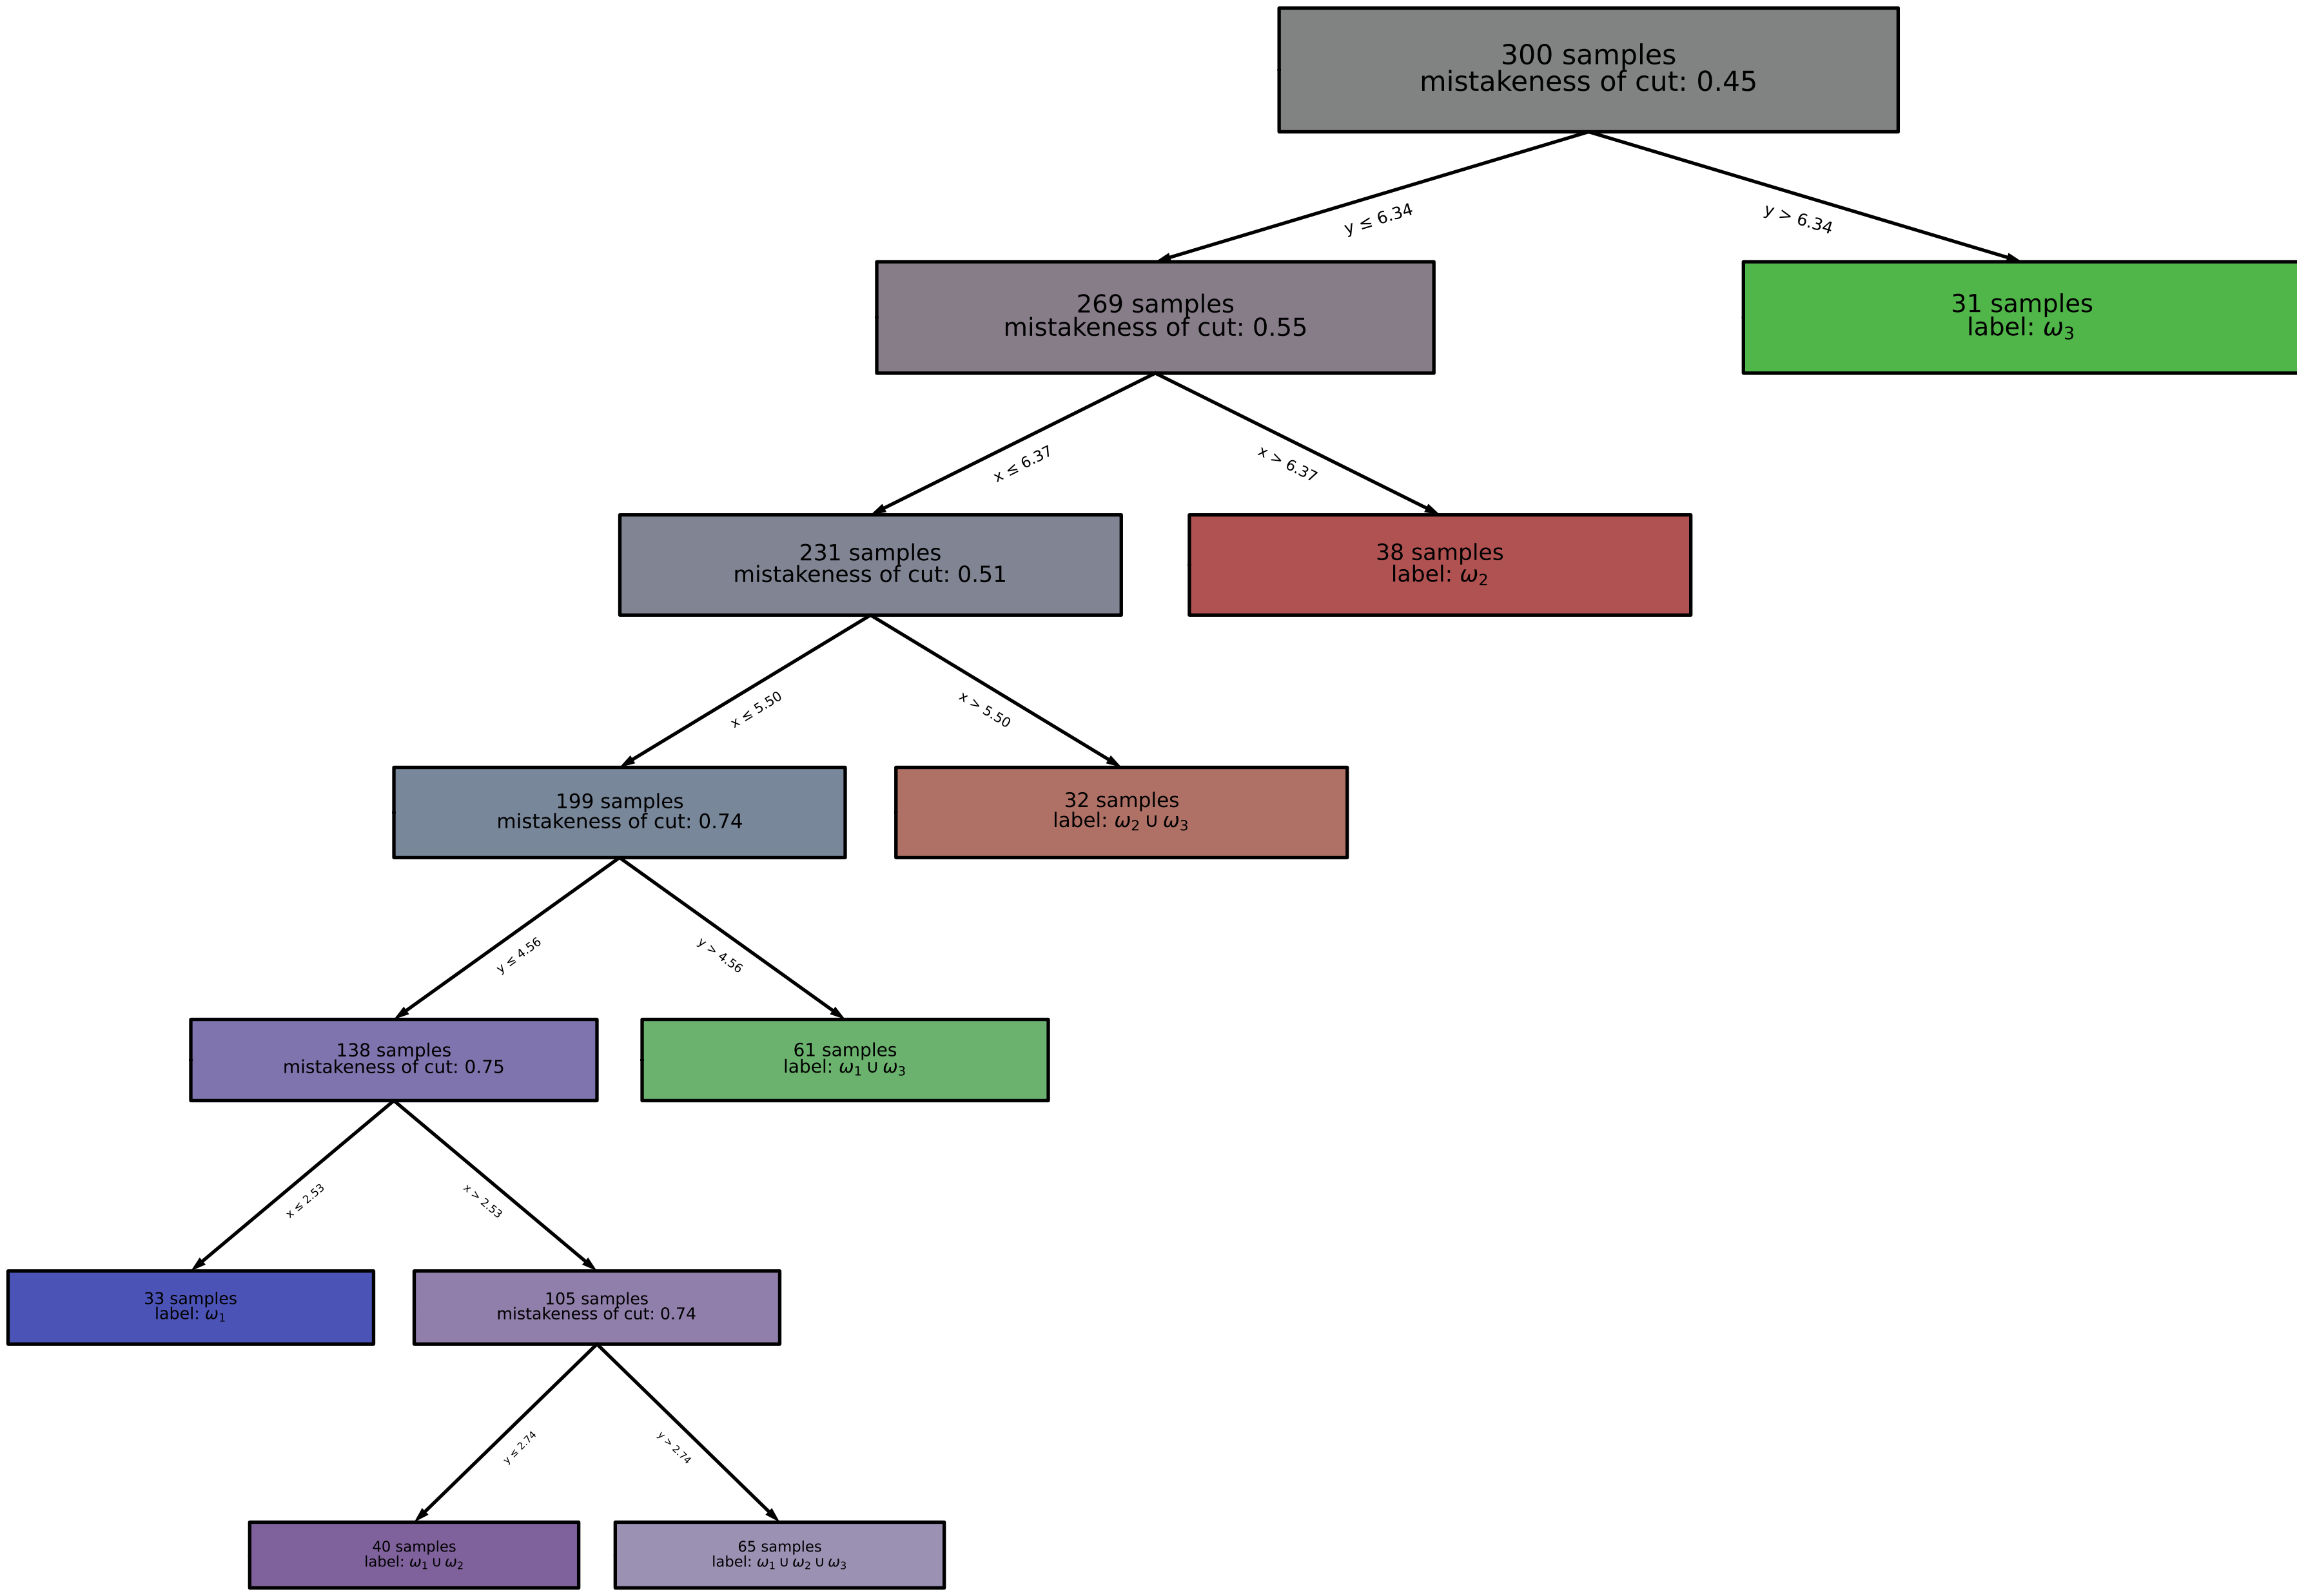 300 samples
mistakeness of cut: 0.45
y ≤ 6.34
y > 6.34
269 samples
mistakeness of cut: 0.55
31 samples
label: ω₃
x ≤ 6.37
x > 6.37
231 samples
mistakeness of cut: 0.51
38 samples
label: ω₂
x ≤ 5.50
x > 5.50
199 samples
mistakeness of cut: 0.74
32 samples
label: ω₂ ∪ ω₃
y ≤ 4.56
y > 4.56
138 samples
mistakeness of cut: 0.75
61 samples
label: ω₁ ∪ ω₃
x ≤ 2.53
x > 2.53
33 samples
label: ω₁
105 samples
mistakeness of cut: 0.74
y ≤ 2.74
y > 2.74
40 samples
label: ω₁ ∪ ω₂
65 samples
label: ω₁ ∪ ω₂ ∪ ω₃